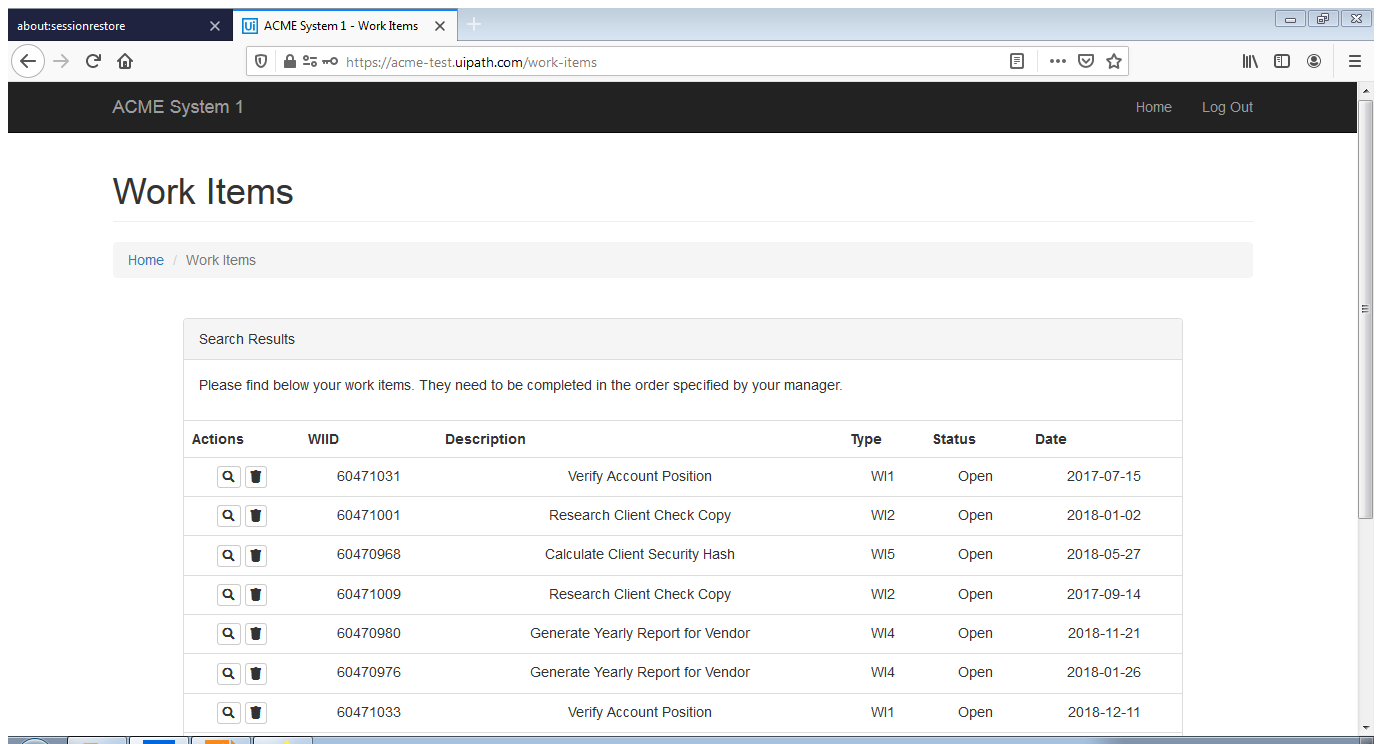 about:sessionrestore
Ui ACME System 1 - Work Items
https://acme-test.uipath.com/work-items
ACME System 1 Home Log Out
Work Items
Home / Work Items
Search Results
Please find below your work items. They need to be completed in the order specified by your manager.
Actions WIID Description Type Status Date
60471031 Verify Account Position WI1 Open 2017-07-15
60471001 Research Client Check Copy WI2 Open 2018-01-02
60470968 Calculate Client Security Hash WI5 Open 2018-05-27
60471009 Research Client Check Copy WI2 Open 2017-09-14
60470980 Generate Yearly Report for Vendor WI4 Open 2018-11-21
60470976 Generate Yearly Report for Vendor WI4 Open 2018-01-26
60471033 Verify Account Position WI1 Open 2018-12-11